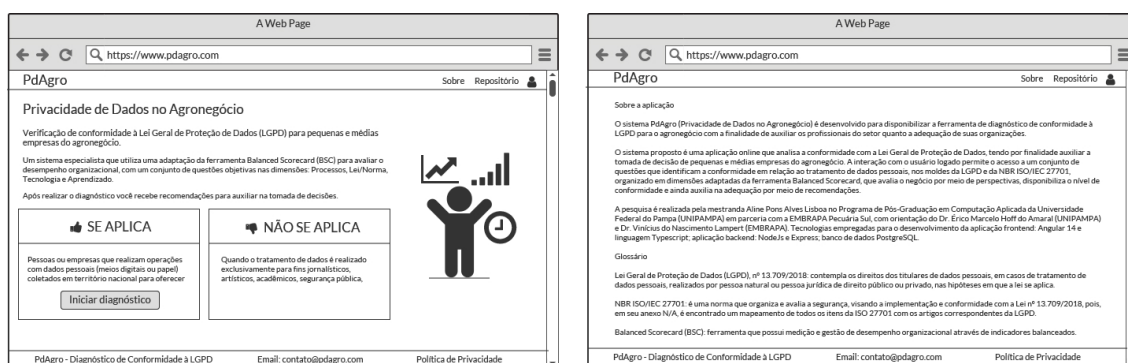 A Web Page
https://www.pdagro.com
PdAgro
Sobre Repositório
Privacidade de Dados no Agronegócio
Verificação de conformidade à Lei Geral de Proteção de Dados (LGPD) para pequenas e médias
empresas do agronegócio.
Um sistema especialista que utiliza uma adaptação da ferramenta Balanced Scorecard (BSC) para avaliar o
desempenho organizacional, com um conjunto de questões objetivas nas dimensões: Processos, Lei/Norma,
Tecnologia e Aprendizado.
Após realizar o diagnóstico você recebe recomendações para auxiliar na tomada de decisões.
SE APLICA
Pessoas ou empresas que realizam operações
com dados pessoais (meios digitais ou papel)
coletados em território nacional para oferecer
Iniciar diagnóstico
NÃO SE APLICA
Quando o tratamento de dados é realizado
exclusivamente para fins jornalísticos,
artísticos, acadêmicos, segurança pública,
PdAgro - Diagnóstico de Conformidade à LGPD Email: contato@pdagro.com Política de Privacidade
A Web Page
https://www.pdagro.com
PdAgro
Sobre Repositório
Sobre a aplicação
O sistema PdAgro (Privacidade de Dados no Agronegócio) é desenvolvido para disponibilizar a ferramenta de diagnóstico de conformidade à
LGPD para o agronegócio com a finalidade de auxiliar os profissionais do setor quanto a adequação de suas organizações.
O sistema proposto é uma aplicação online que analisa a conformidade com a Lei Geral de Proteção de Dados, tendo por finalidade auxiliar a
tomada de decisão de pequenas e médias empresas do agronegócio. A interação com o usuário logado permite o acesso a um conjunto de
questões que identificam a conformidade em relação ao tratamento de dados pessoais, nos moldes da LGPD e da NBR ISO/IEC 27701,
organizado em dimensões adaptadas da ferramenta Balanced Scorecard, que avalia o negócio por meio de perspectivas, disponibiliza o nível de
conformidade e ainda auxilia na adequação por meio de recomendações.
A pesquisa é realizada pela mestranda Aline Pons Alves Lisboa no Programa de Pós-Graduação em Computação Aplicada da Universidade
Federal do Pampa (UNIPAMPA) em parceria com a EMBRAPA Pecuária Sul, com orientação do Dr. Érico Marcelo Hoff do Amaral (UNIPAMPA)
e Dr. Vinícius do Nascimento Lampert (EMBRAPA). Tecnologias empregadas para o desenvolvimento da aplicação frontend: Angular 14 e
linguagem Typescript; aplicação backend: NodeJs e Express; banco de dados PostgreSQL.
Glossário
Lei Geral de Proteção de Dados (LGPD), nº 13.709/2018: contempla os direitos dos titulares de dados pessoais, em casos de tratamento de
dados pessoais, realizados por pessoa natural ou pessoa jurídica de direito público ou privado, nas hipóteses em que a lei se aplica.
NBR ISO/IEC 27701: é uma norma que organiza e avalia a segurança, visando a implementação e conformidade com a Lei nº 13.709/2018, pois,
em seu anexo N/A, é encontrado um mapeamento de todos os itens da ISO 27701 com os artigos correspondentes da LGPD.
Balanced Scorecard (BSC): ferramenta que possui medição e gestão de desempenho organizacional através de indicadores balanceados.
PdAgro - Diagnóstico de Conformidade à LGPD Email: contato@pdagro.com Política de Privacidade